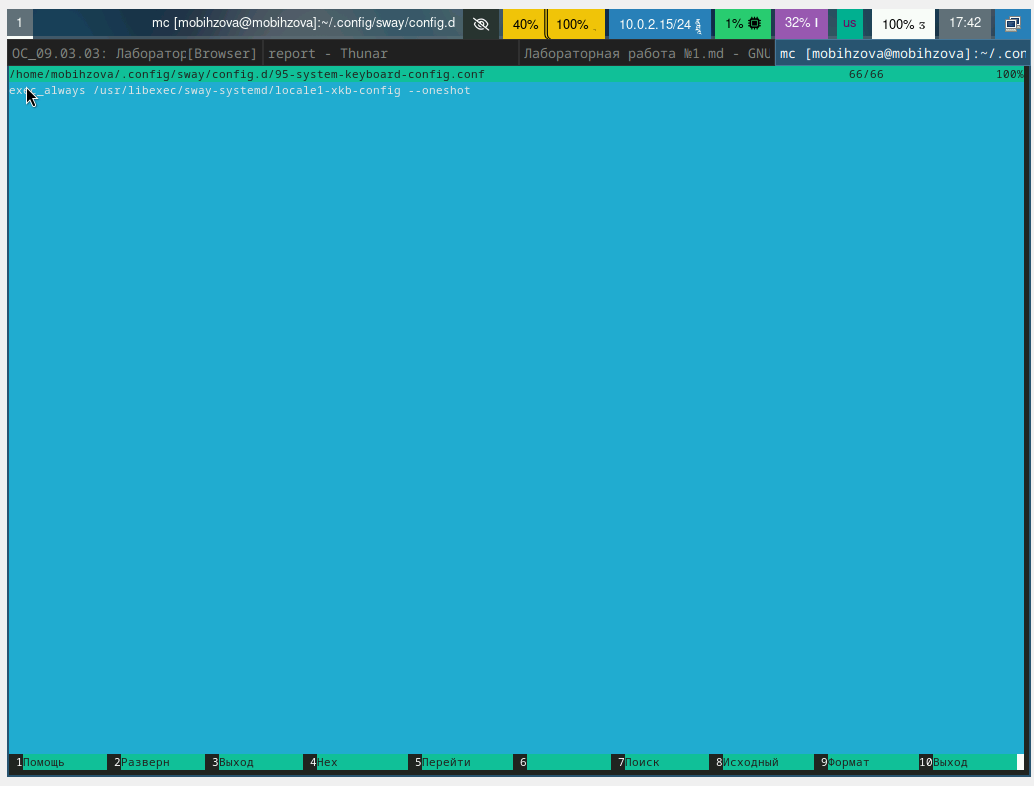 1 mc [mobihzova@mobihzova]:~/.config/sway/config.d 40% 100% 10.0.2.15/24 1% 32% us 100% 17:42
ОС_09.03.03: Лаборатор[Browser] report - Thunar Лабораторная работа №1.md - GNU mc [mobihzova@mobihzova]:~/.con
/home/mobihzova/.config/sway/config.d/95-system-keyboard-config.conf 66/66 100%
exec_always /usr/libexec/sway-systemd/locale1-xkb-config --oneshot
1Помощь 2Разверн 3Выход 4Hex 5Перейти 6 7Поиск 8Исходный 9Формат 10Выход